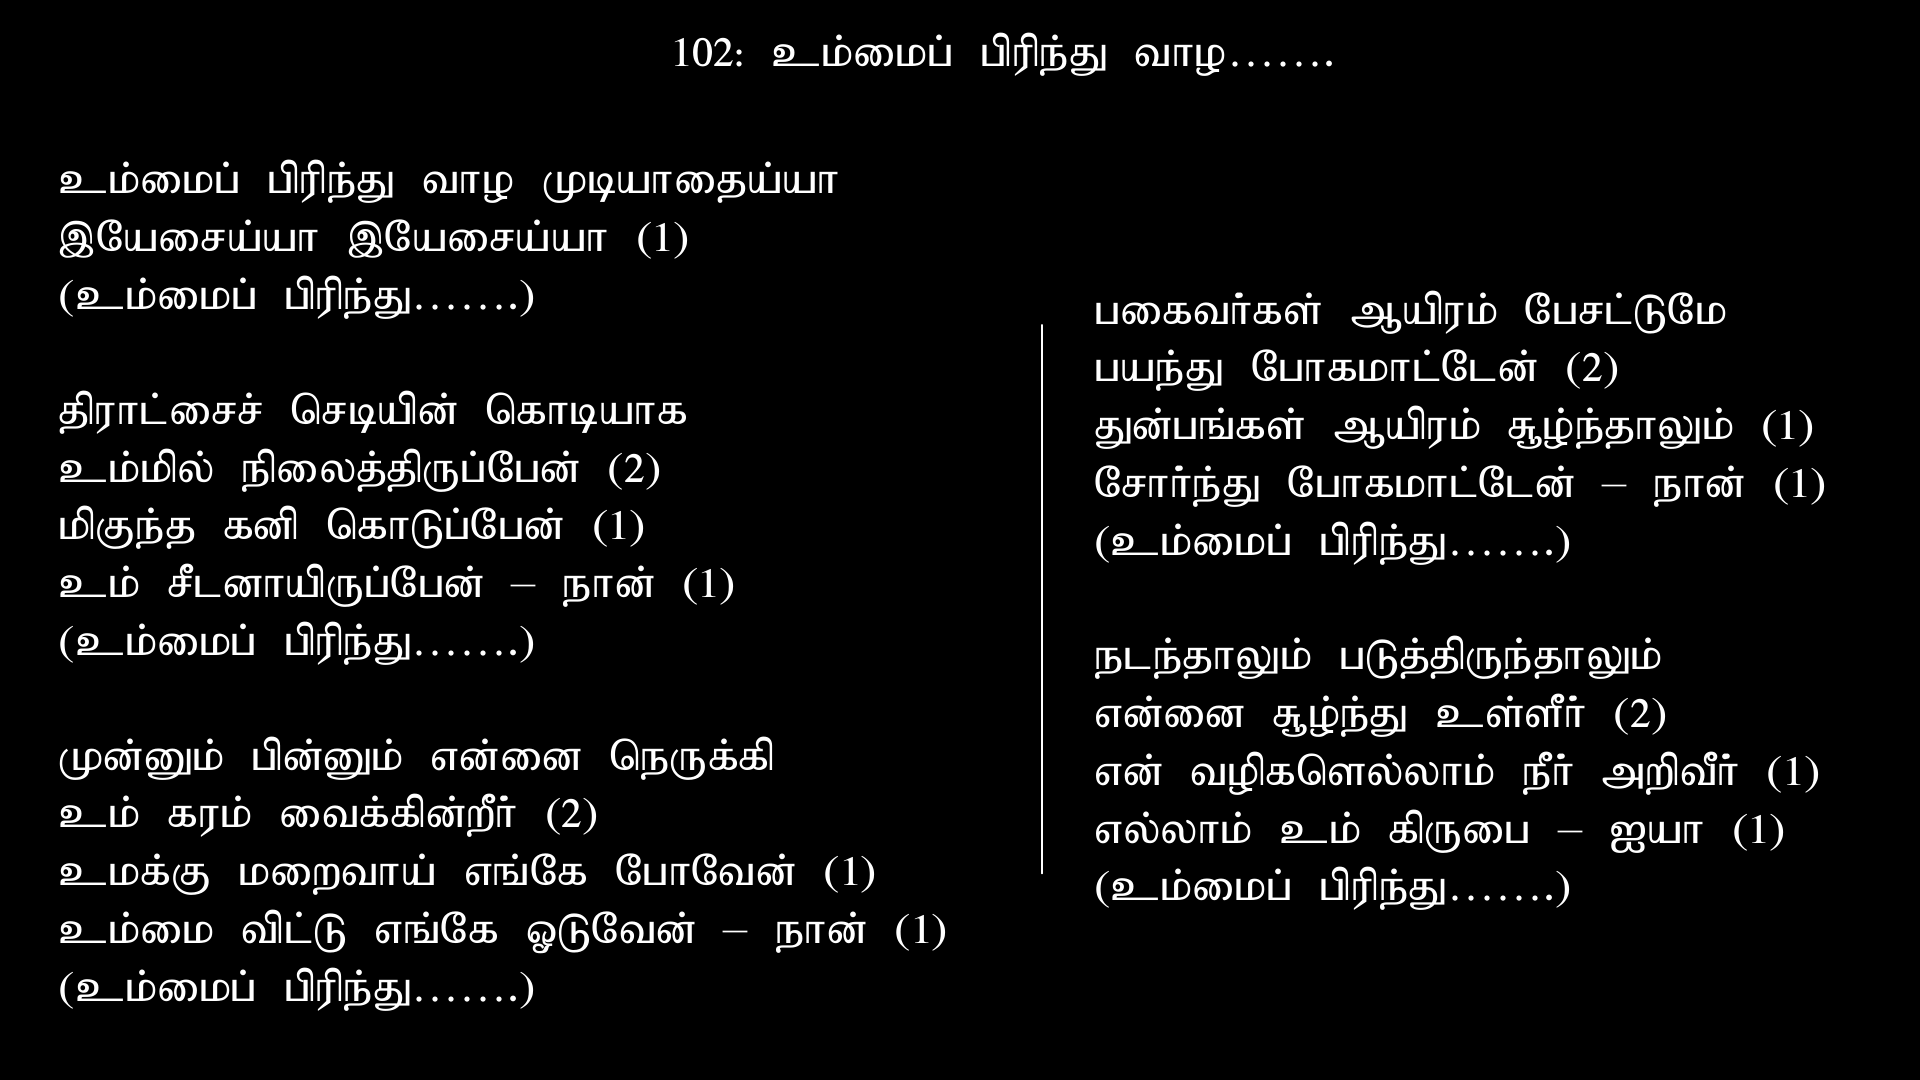 102: உம்மைப் பிரிந்து வாழ.......
உம்மைப் பிரிந்து வாழ முடியாதைய்யா
இயேசைய்யா இயேசைய்யா (1)
(உம்மைப் பிரிந்து.......)
திராட்சைச் செடியின் கொடியாக
உம்மில் நிலைத்திருப்பேன் (2)
மிகுந்த கனி கொடுப்பேன் (1)
உம் சீடனாயிருப்பேன் – நான் (1)
(உம்மைப் பிரிந்து.......)
முன்னும் பின்னும் என்னை நெருக்கி
உம் கரம் வைக்கின்றீர் (2)
உமக்கு மறைவாய் எங்கே போவேன் (1)
உம்மை விட்டு எங்கே ஓடுவேன் – நான் (1)
(உம்மைப் பிரிந்து.......)
பகைவர்கள் ஆயிரம் பேசட்டுமே
பயந்து போகமாட்டேன் (2)
துன்பங்கள் ஆயிரம் சூழ்ந்தாலும் (1)
சோர்ந்து போகமாட்டேன் – நான் (1)
(உம்மைப் பிரிந்து.......)
நடந்தாலும் படுத்திருந்தாலும்
என்னை சூழ்ந்து உள்ளீர் (2)
என் வழிகளெல்லாம் நீர் அறிவீர் (1)
எல்லாம் உம் கிருபை – ஐயா (1)
(உம்மைப் பிரிந்து.......)